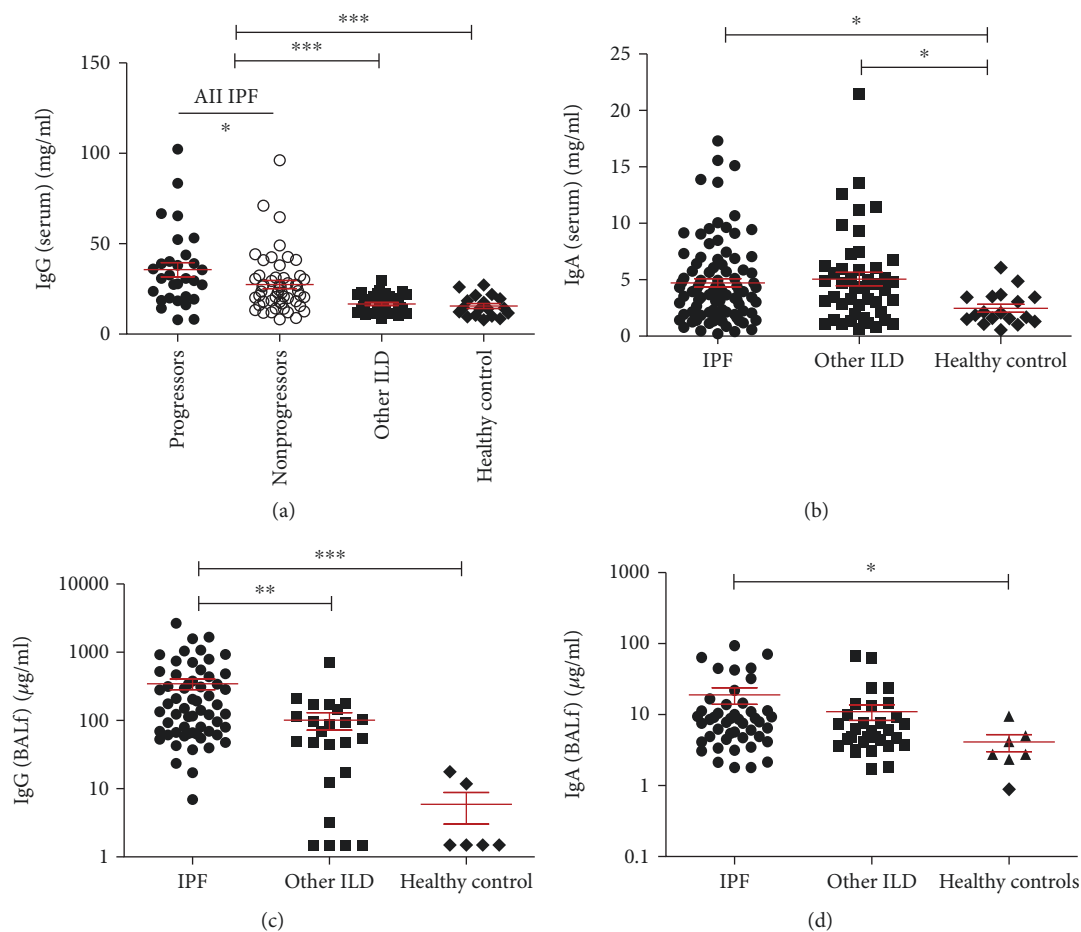 ***
***
150
AII IPF
*
100
50
0
IgG (serum) (mg/ml)
Progressors
Nonprogressors
Other ILD
Healthy control
(a)
*
*
25
20
15
10
5
0
IgA (serum) (mg/ml)
IPF
Other ILD
Healthy control
(b)
***
**
10000
1000
100
10
1
IgG (BALf) (µg/ml)
IPF
Other ILD
Healthy control
(c)
*
1000
100
10
1
0.1
IgA (BALf) (µg/ml)
IPF
Other ILD
Healthy controls
(d)